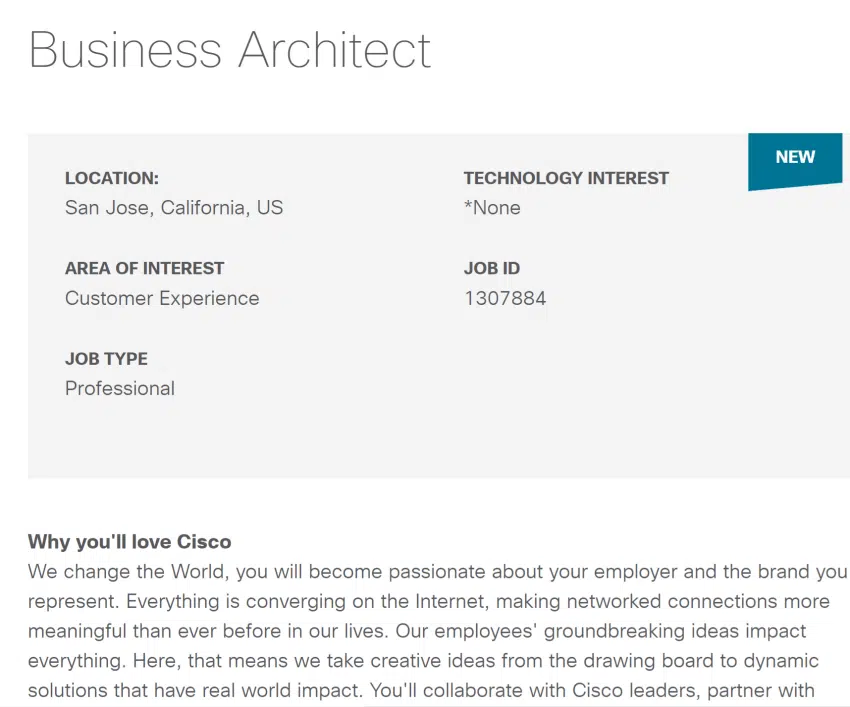 Business Architect
NEW
LOCATION:
San Jose, California, US
TECHNOLOGY INTEREST
*None
AREA OF INTEREST
Customer Experience
JOB ID
1307884
JOB TYPE
Professional
Why you'll love Cisco
We change the World, you will become passionate about your employer and the brand you
represent. Everything is converging on the Internet, making networked connections more
meaningful than ever before in our lives. Our employees' groundbreaking ideas impact
everything. Here, that means we take creative ideas from the drawing board to dynamic
solutions that have real world impact. You'll collaborate with Cisco leaders, partner with